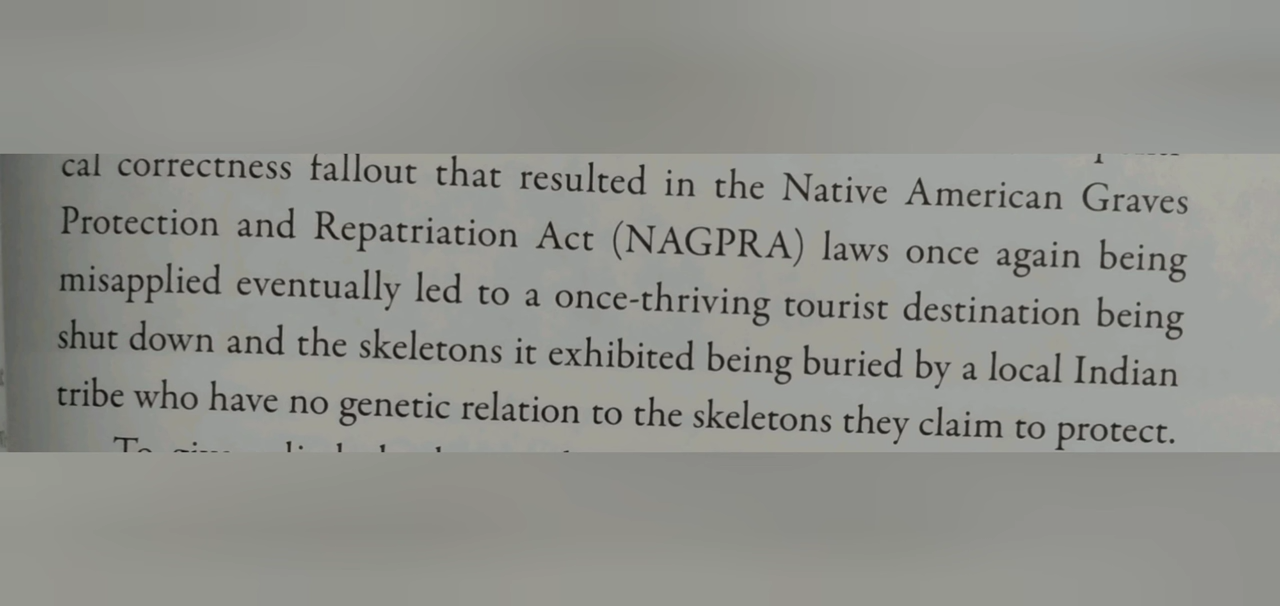 cal correctness fallout that resulted in the Native American Graves
Protection and Repatriation Act (NAGPRA) laws once again being
misapplied eventually led to a once-thriving tourist destination being
shut down and the skeletons it exhibited being buried by a local Indian
tribe who have no genetic relation to the skeletons they claim to protect.